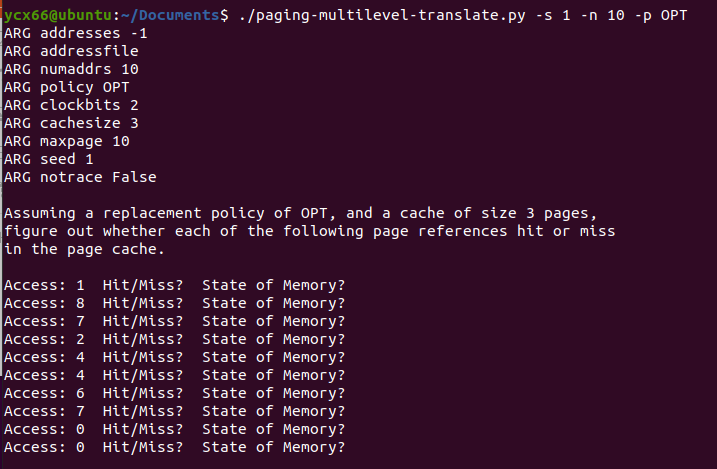 ycx66@ubuntu:~/Documents$ ./paging-multilevel-translate.py -s 1 -n 10 -p OPT
ARG addresses -1
ARG addressfile
ARG numaddrs 10
ARG policy OPT
ARG clockbits 2
ARG cachesize 3
ARG maxpage 10
ARG seed 1
ARG notrace False
Assuming a replacement policy of OPT, and a cache of size 3 pages,
figure out whether each of the following page references hit or miss
in the page cache.
Access: 1  Hit/Miss?  State of Memory?
Access: 8  Hit/Miss?  State of Memory?
Access: 7  Hit/Miss?  State of Memory?
Access: 2  Hit/Miss?  State of Memory?
Access: 4  Hit/Miss?  State of Memory?
Access: 4  Hit/Miss?  State of Memory?
Access: 6  Hit/Miss?  State of Memory?
Access: 7  Hit/Miss?  State of Memory?
Access: 0  Hit/Miss?  State of Memory?
Access: 0  Hit/Miss?  State of Memory?